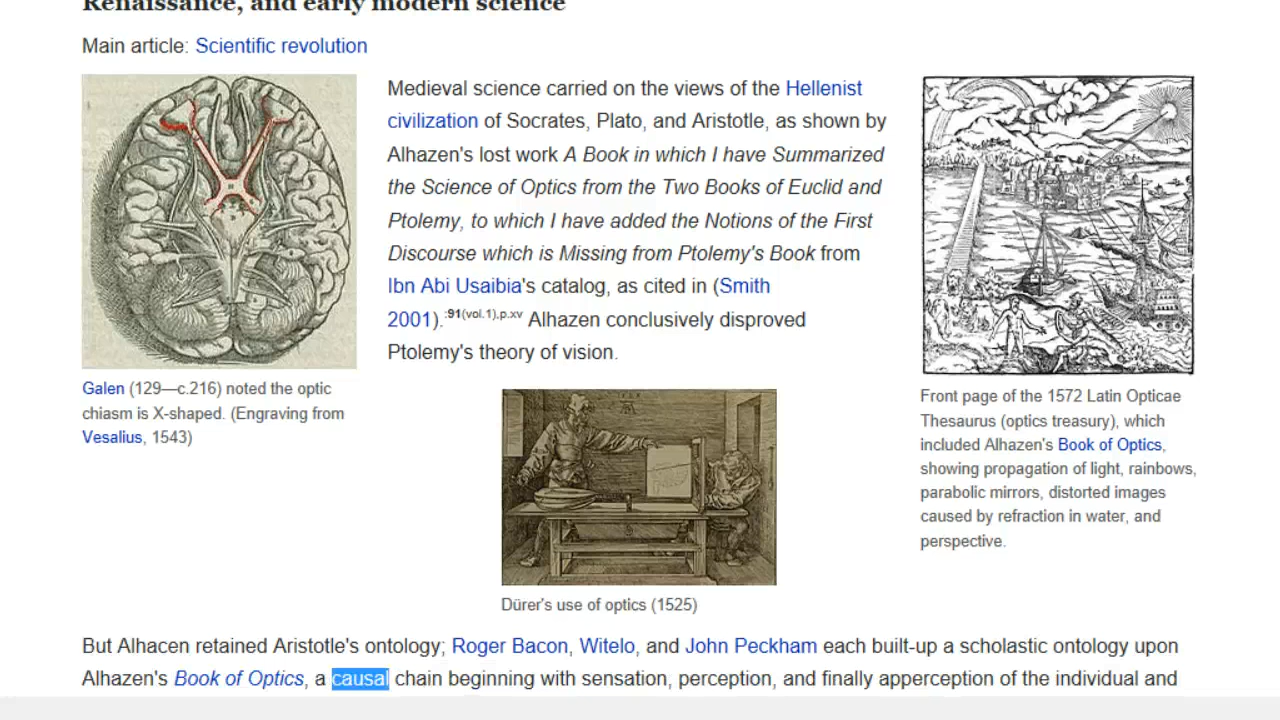 Renaissance, and early modern science
Main article: Scientific revolution
Medieval science carried on the views of the Hellenist
civilization of Socrates, Plato, and Aristotle, as shown by
Alhazen's lost work A Book in which I have Summarized
the Science of Optics from the Two Books of Euclid and
Ptolemy, to which I have added the Notions of the First
Discourse which is Missing from Ptolemy's Book from
Ibn Abi Usaibia's catalog, as cited in (Smith
2001).:91(vol.1),p.xv Alhazen conclusively disproved
Ptolemy's theory of vision.
Galen (129—c.216) noted the optic
chiasm is X-shaped. (Engraving from
Vesalius, 1543)
Dürer's use of optics (1525)
Front page of the 1572 Latin Opticae
Thesaurus (optics treasury), which
included Alhazen's Book of Optics,
showing propagation of light, rainbows,
parabolic mirrors, distorted images
caused by refraction in water, and
perspective.
But Alhacen retained Aristotle's ontology; Roger Bacon, Witelo, and John Peckham each built-up a scholastic ontology upon
Alhazen's Book of Optics, a causal chain beginning with sensation, perception, and finally apperception of the individual and